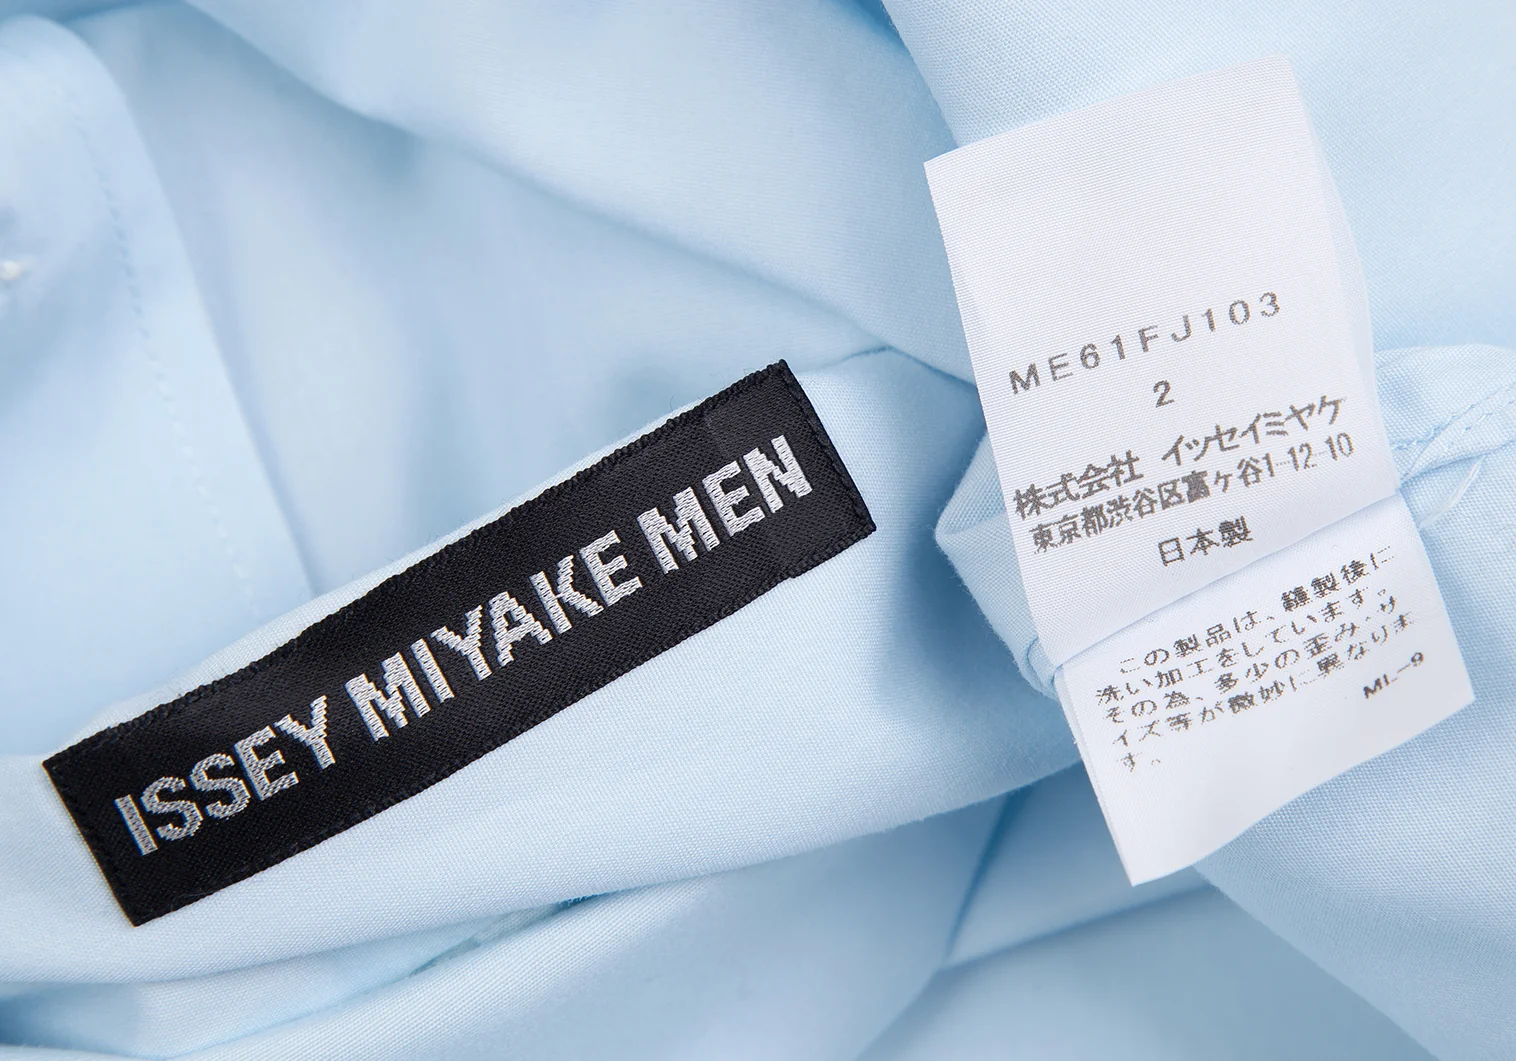 ISSEY MIYAKE MEN
ME61FJ103
2
株式会社 イッセイミヤケ
東京都渋谷区富ケ谷1-12-10
日本製
この製品は、縫製後に
洗い加工をしています。
その為、多少の歪み、サ
イズ等が微妙に異なりま
す。
ML-9